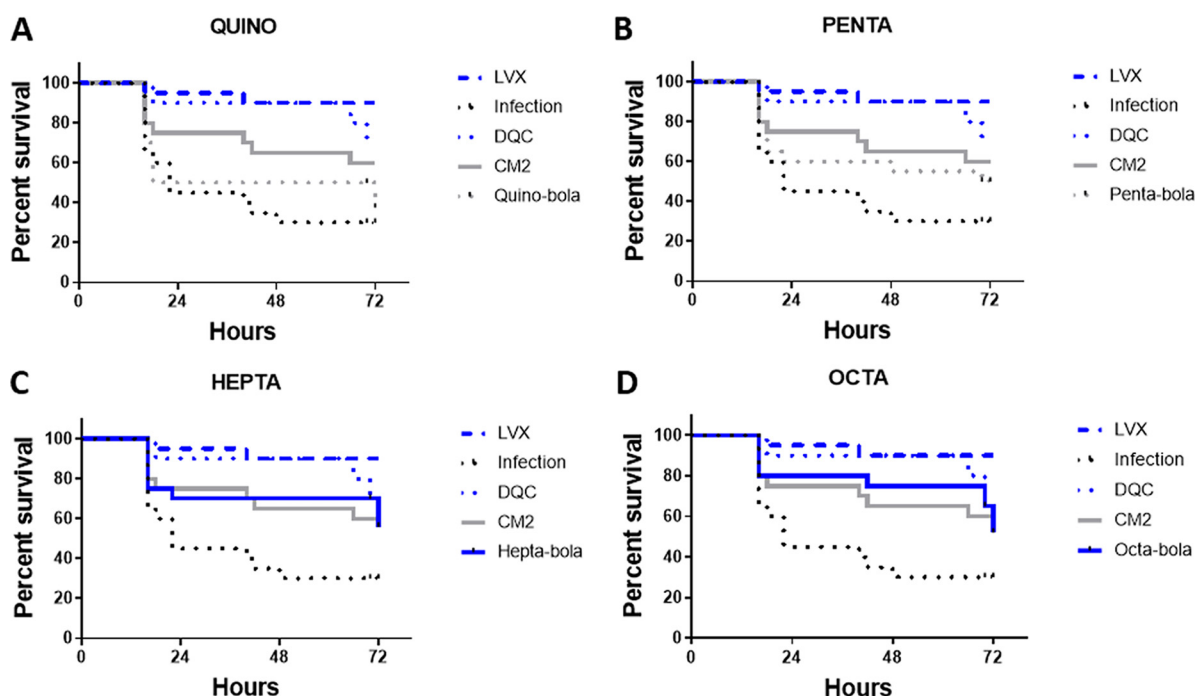 A
QUINO
Percent survival
100
80
60
40
20
0
0 24 48 72
Hours
LVX
Infection
DQC
CM2
Quino-bola
B
PENTA
Percent survival
100
80
60
40
20
0
0 24 48 72
Hours
LVX
Infection
DQC
CM2
Penta-bola
C
HEPTA
Percent survival
100
80
60
40
20
0
0 24 48 72
Hours
LVX
Infection
DQC
CM2
Hepta-bola
D
OCTA
Percent survival
100
80
60
40
20
0
0 24 48 72
Hours
LVX
Infection
DQC
CM2
Octa-bola